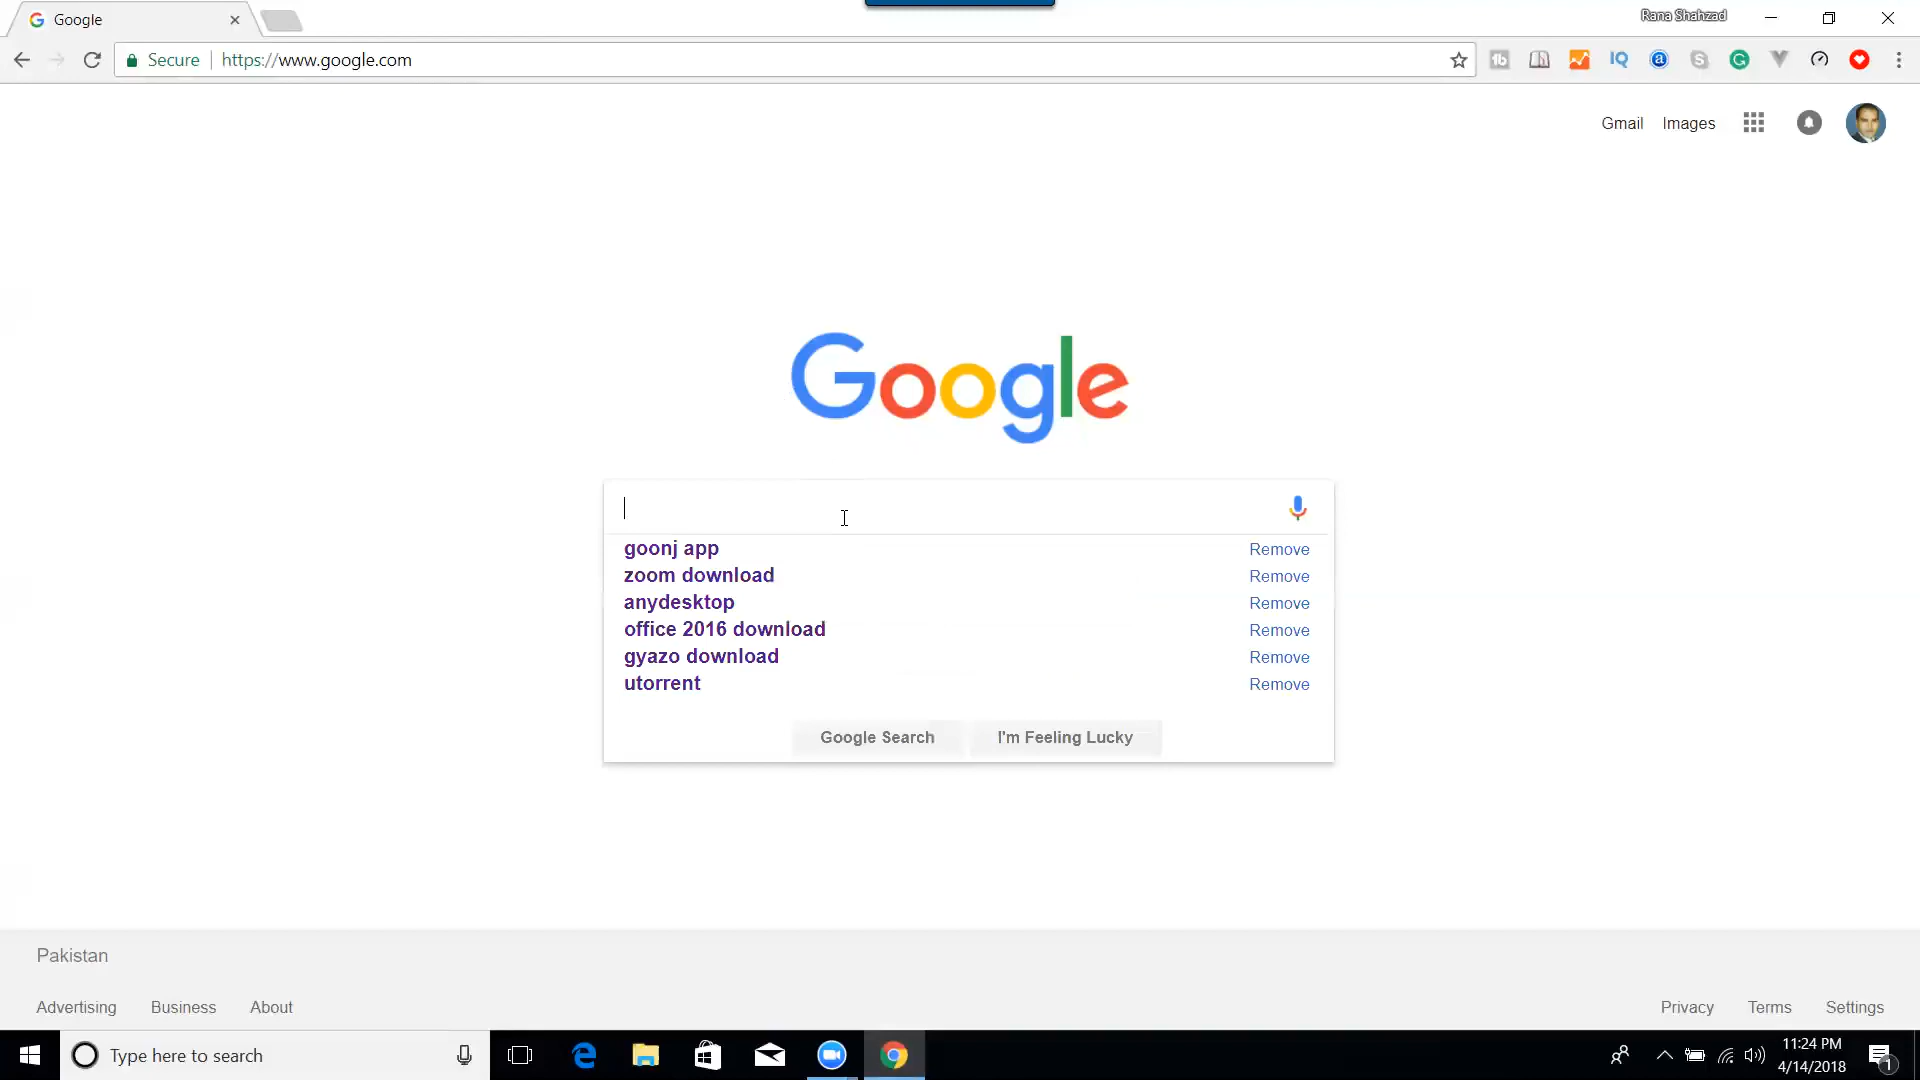 Google
Rana Shahzad
Secure
https://www.google.com
Gmail
Images
Google
goonj app Remove
zoom download Remove
anydesktop Remove
office 2016 download Remove
gyazo download Remove
utorrent Remove
Google Search
I'm Feeling Lucky
Pakistan
Advertising Business About
Privacy Terms Settings
Type here to search
11:24 PM
4/14/2018
1